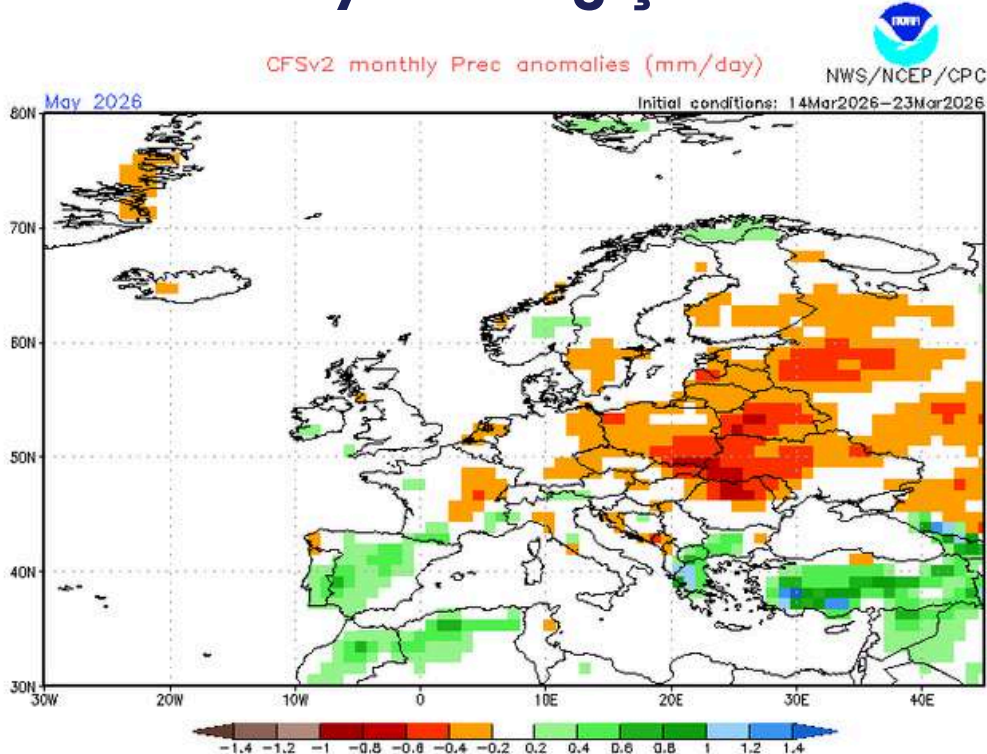 noaa
CFSv2 monthly Prec anomalies (mm/day)
NWS/NCEP/CPC
May 2026
Initial conditions: 14Mar2026-23Mar2026
80N
70N
60N
50N
40N
30N
30W 20W 10W 0 10E 20E 30E 40E
-1.4 -1.2 -1 -0.8 -0.6 -0.4 -0.2 0.2 0.4 0.6 0.8 1 1.2 1.4